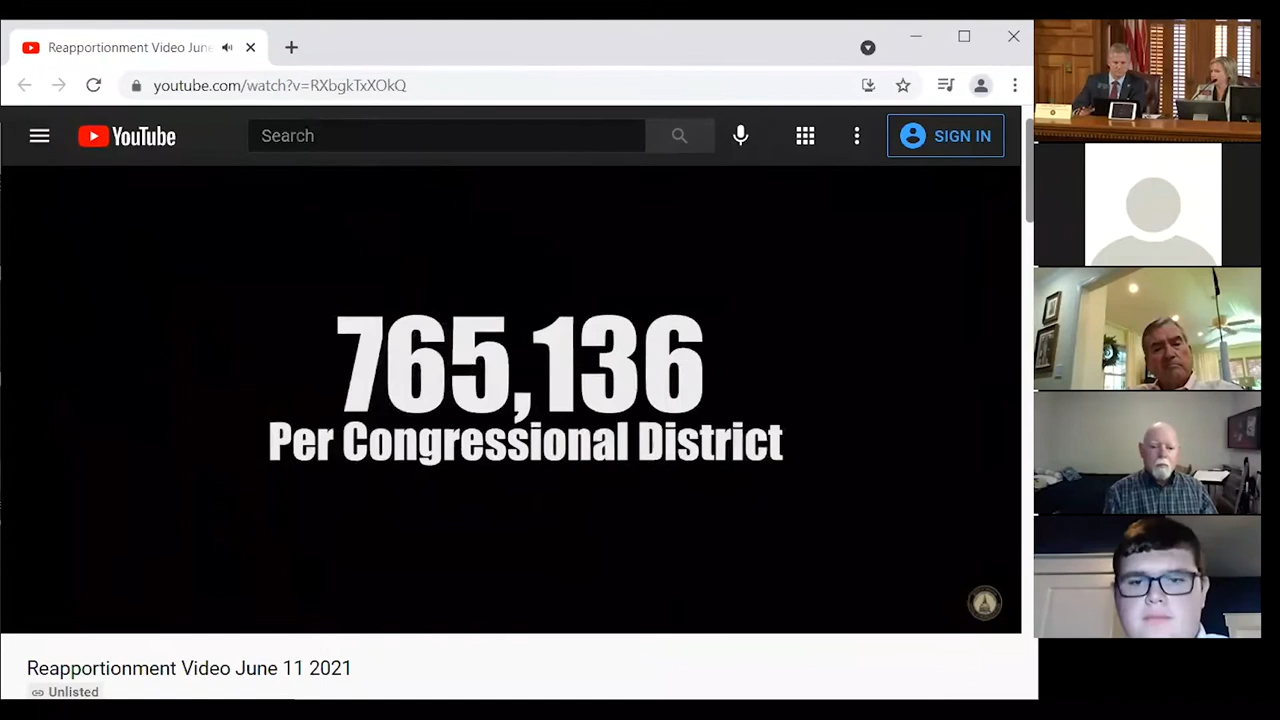 Reapportionment Video June
youtube.com/watch?v=RXbgkTxXOkQ
YouTube
Search
SIGN IN
765,136
Per Congressional District
Reapportionment Video June 11 2021
Unlisted